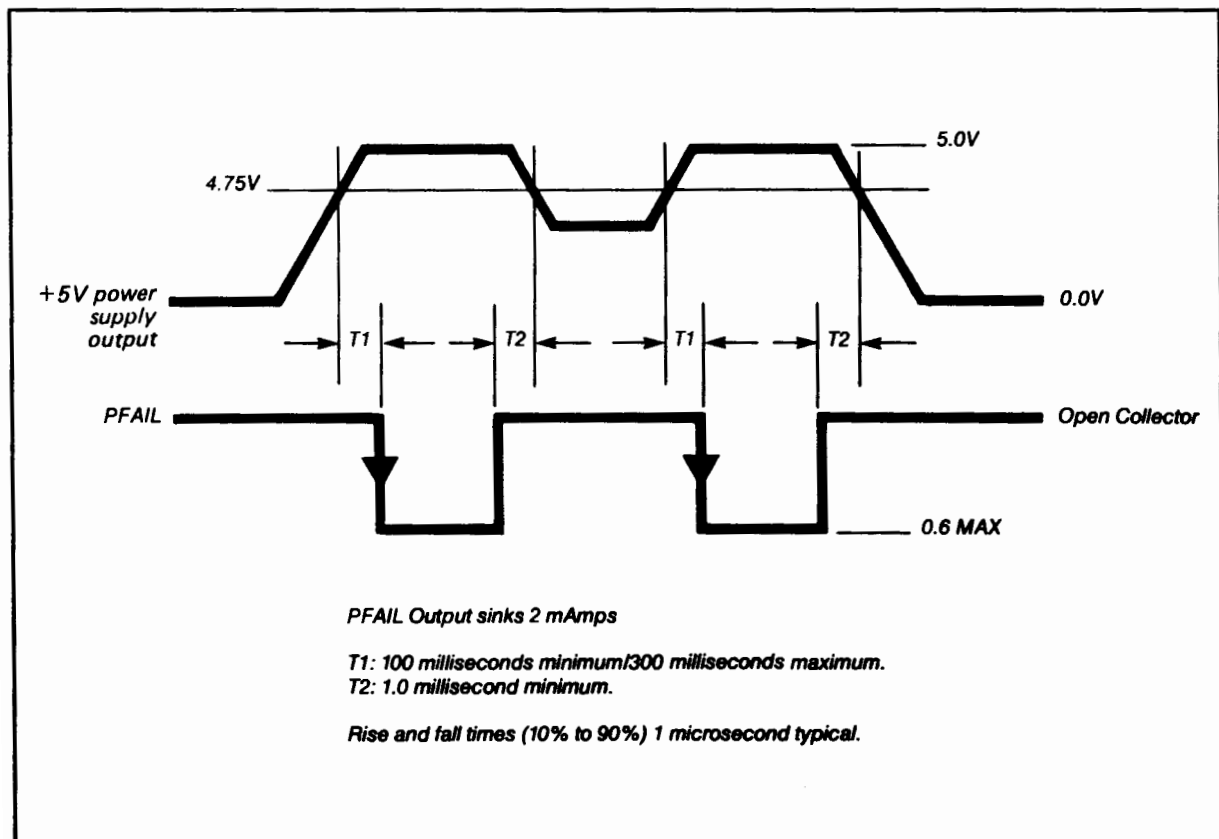 5.0V
4.75V
+5V power
supply
output
0.0V
T1
T2
T1
T2
PFAIL
Open Collector
0.6 MAX
PFAIL Output sinks 2 mAmps
T1: 100 milliseconds minimum/300 milliseconds maximum.
T2: 1.0 millisecond minimum.
Rise and fall times (10% to 90%) 1 microsecond typical.